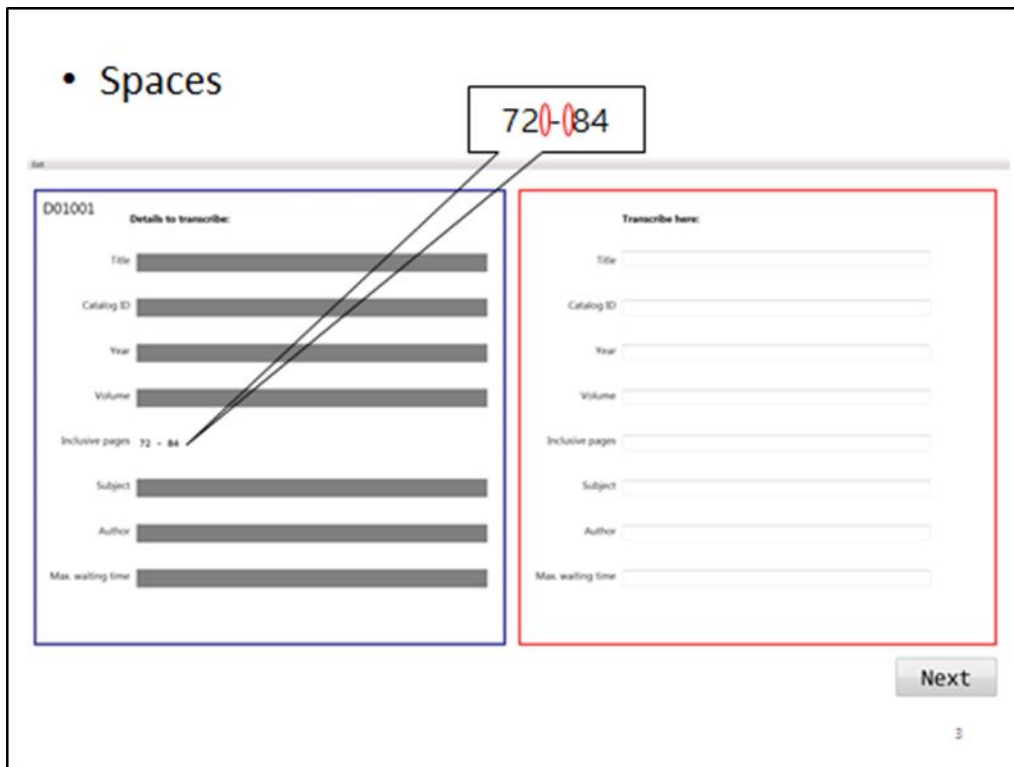 • Spaces
72 - 84
Exit
D01001
Details to transcribe:
Title
Catalog ID
Year
Volume
Inclusive pages 72 - 84
Subject
Author
Max. waiting time
Transcribe here:
Title
Catalog ID
Year
Volume
Inclusive pages
Subject
Author
Max. waiting time
Next
3